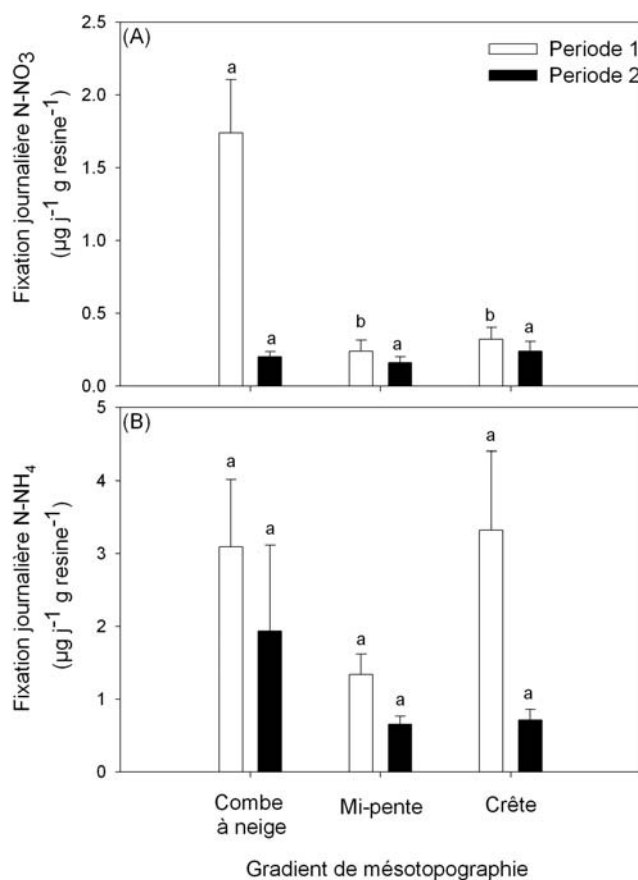 (A)
Periode 1
Periode 2
Fixation journalière N-NO3
(µg j-1 g resine-1)
2.5
2.0
1.5
1.0
0.5
0.0
a
a
b
a
b
a
(B)
Fixation journalière N-NH4
(µg j-1 g resine-1)
5
4
3
2
1
0
a
a
a
a
a
a
Combe
à neige
Mi-pente
Crête
Gradient de mésotopographie